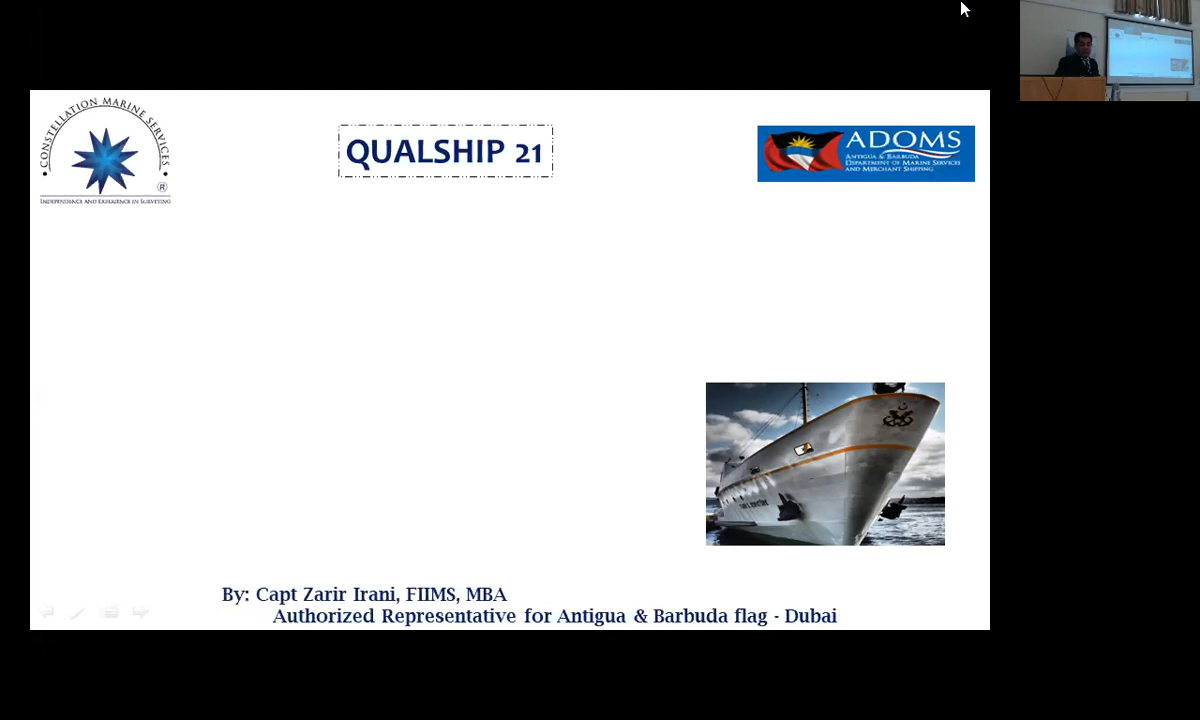 CONSTELLATION MARINE SERVICES
®
INDEPENDENCE AND EXPERIENCE IN SURVEYING
QUALSHIP 21
ADOMS
ANTIGUA & BARBUDA
DEPARTMENT OF MARINE SERVICES
AND MERCHANT SHIPPING
By: Capt Zarir Irani, FIIMS, MBA
Authorized Representative for Antigua & Barbuda flag - Dubai